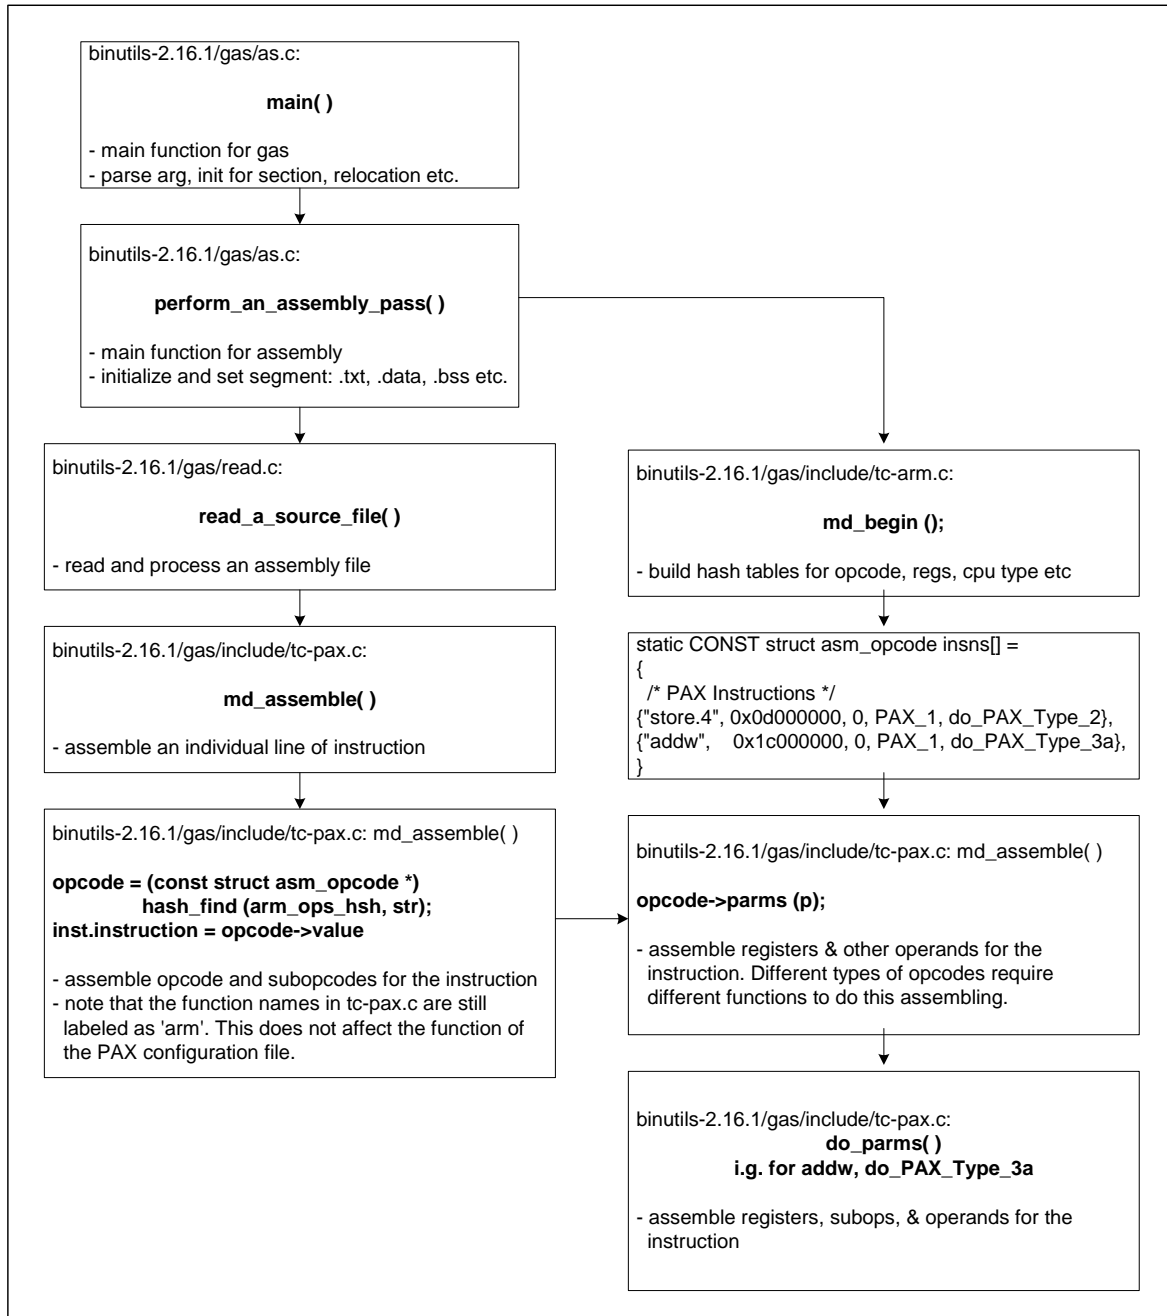 binutils-2.16.1/gas/as.c:
main( )
- main function for gas
- parse arg, init for section, relocation etc.
binutils-2.16.1/gas/as.c:
perform_an_assembly_pass( )
- main function for assembly
- initialize and set segment: .txt, .data, .bss etc.
binutils-2.16.1/gas/read.c:
read_a_source_file( )
- read and process an assembly file
binutils-2.16.1/gas/include/tc-pax.c:
md_assemble( )
- assemble an individual line of instruction
binutils-2.16.1/gas/include/tc-pax.c: md_assemble( )
opcode = (const struct asm_opcode *)
hash_find (arm_ops_hsh, str);
inst.instruction = opcode->value
- assemble opcode and subopcodes for the instruction
- note that the function names in tc-pax.c are still
labeled as 'arm'. This does not affect the function of
the PAX configuration file.
binutils-2.16.1/gas/include/tc-arm.c:
md_begin ();
- build hash tables for opcode, regs, cpu type etc
static CONST struct asm_opcode insns[] =
{
/* PAX Instructions */
{"store.4", 0x0d000000, 0, PAX_1, do_PAX_Type_2},
{"addw", 0x1c000000, 0, PAX_1, do_PAX_Type_3a},
}
binutils-2.16.1/gas/include/tc-pax.c: md_assemble( )
opcode->parms (p);
- assemble registers & other operands for the
instruction. Different types of opcodes require
different functions to do this assembling.
binutils-2.16.1/gas/include/tc-pax.c:
do_parms( )
i.g. for addw, do_PAX_Type_3a
- assemble registers, subops, & operands for the
instruction